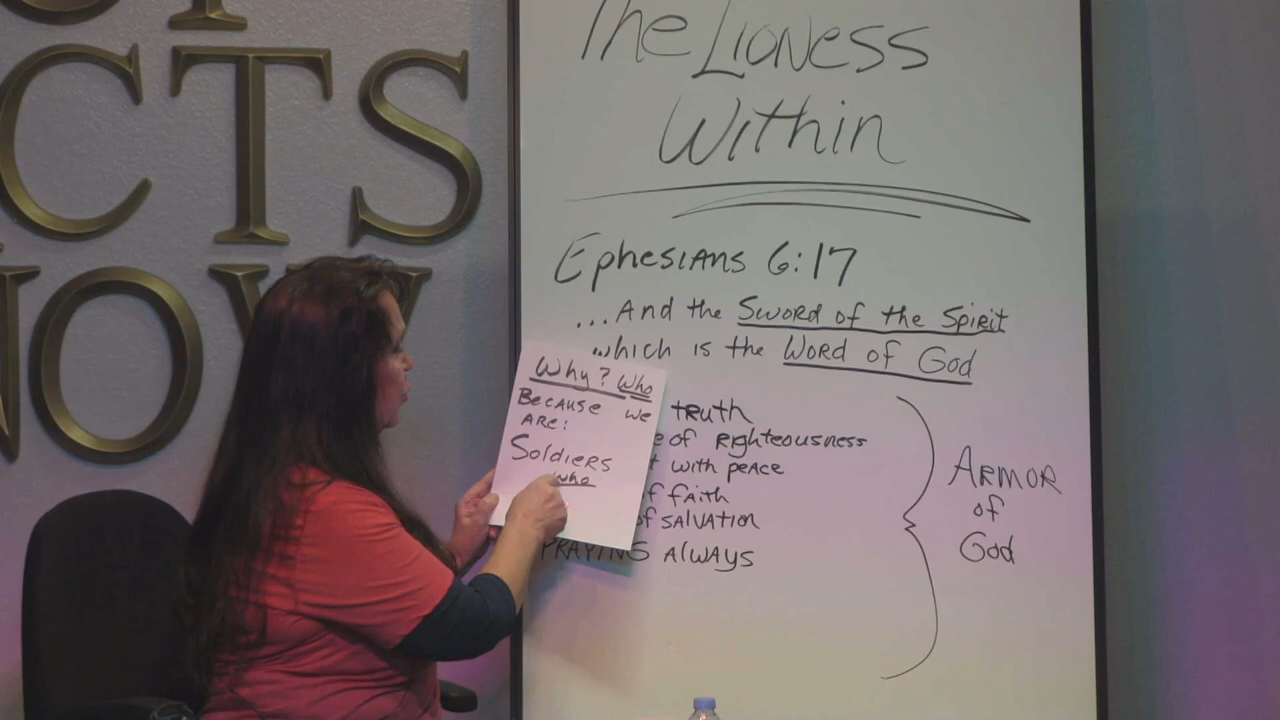 CTS
NOW
The Lioness
Within
Ephesians 6:17
...And the Sword of the Spirit
which is the Word of God
Why? Who
Because we
Are:
Soldiers
Who
truth
of Righteousness
with peace
faith
of Salvation
Praying Always
Armor
of
God